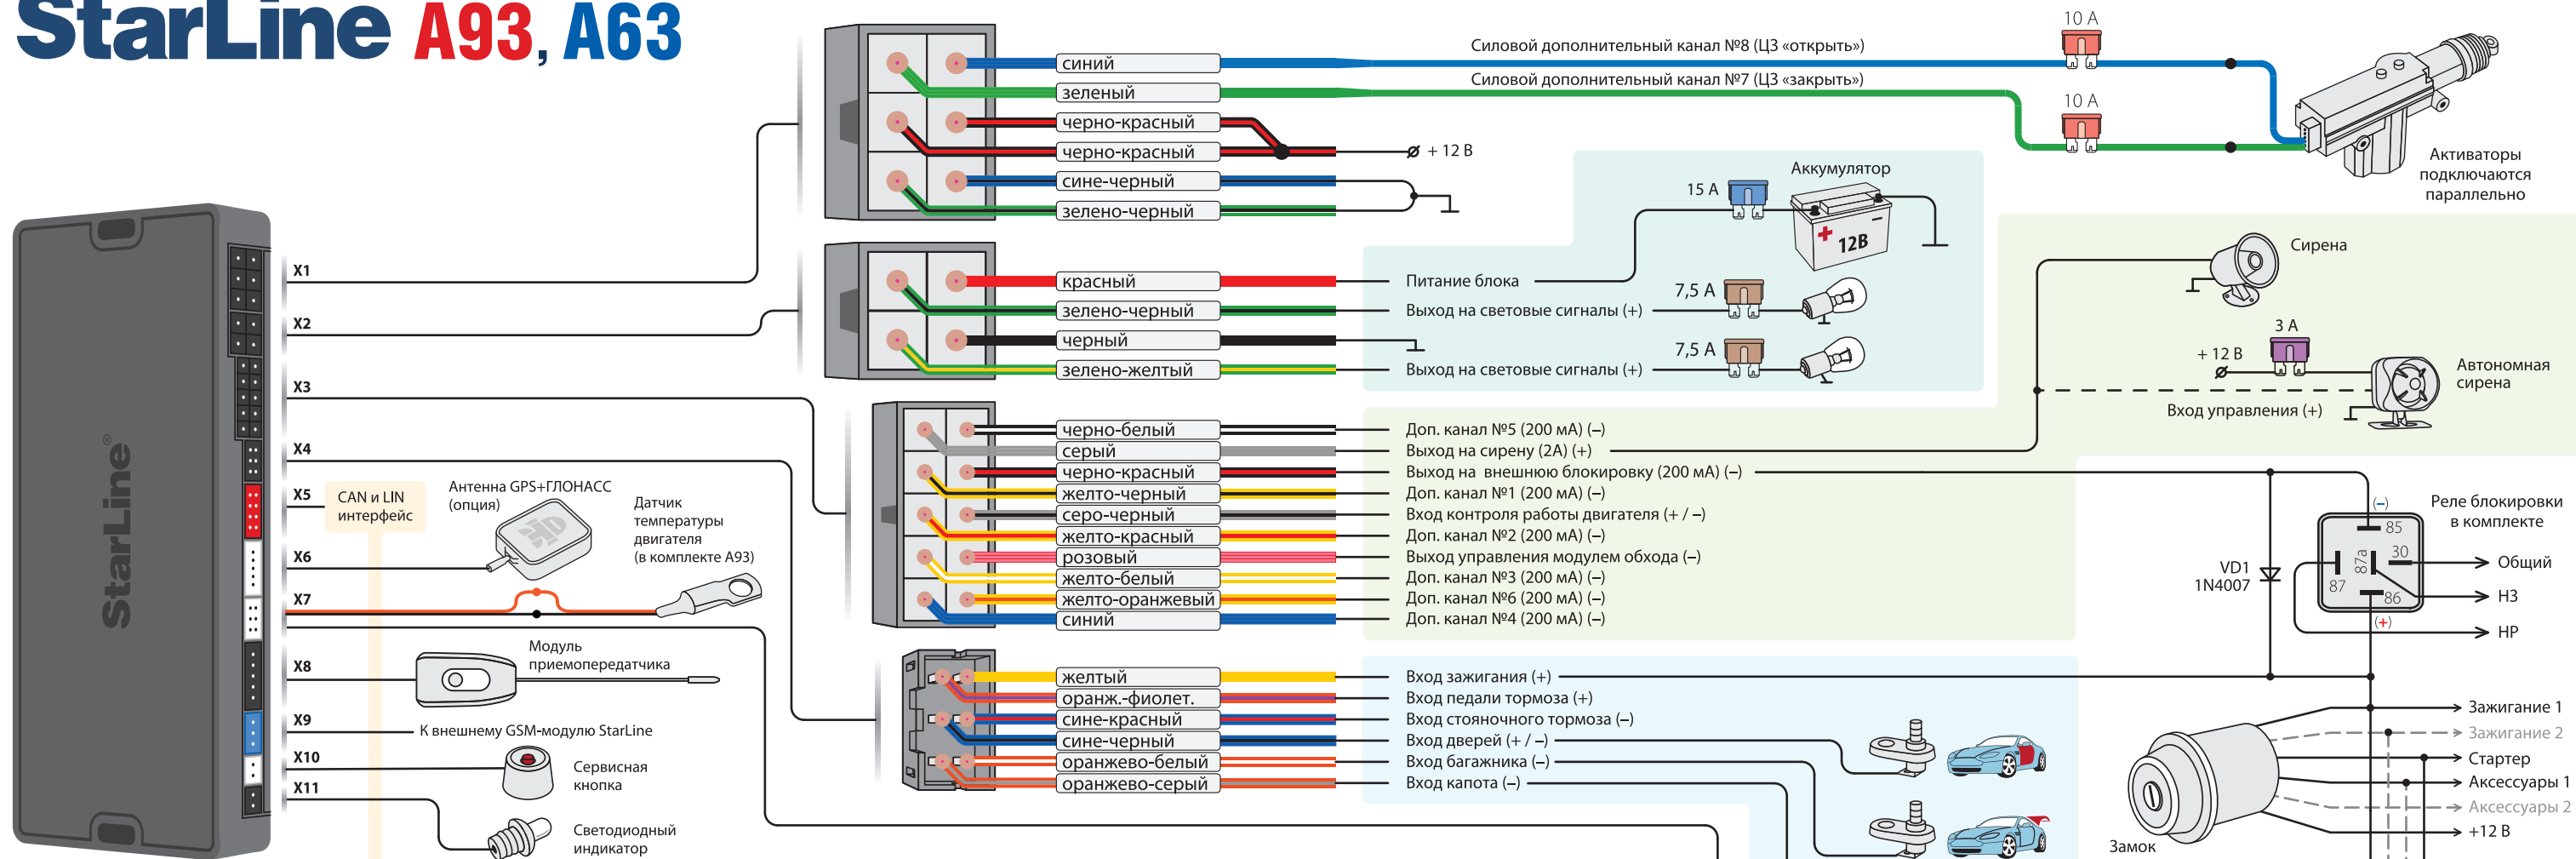 StarLine A93, A63
синий
зеленый
черно-красный
черно-красный
сине-черный
зелено-черный
Силовой дополнительный канал №8 (ЦЗ «открыть»)
Силовой дополнительный канал №7 (ЦЗ «закрыть»)
+ 12 В
10 А
10 А
Активаторы
подключаются
параллельно
X1
X2
X3
X4
X5
X6
X7
X8
X9
X10
X11
StarLine®
красный
зелено-черный
черный
зелено-желтый
Питание блока
Выход на световые сигналы (+)
Выход на световые сигналы (+)
15 А
Аккумулятор
12В
7,5 А
7,5 А
Сирена
3 А
+ 12 В
Автономная
сирена
Вход управления (+)
черно-белый
серый
черно-красный
желто-черный
серо-черный
желто-красный
розовый
желто-белый
желто-оранжевый
синий
Доп. канал №5 (200 мА) (–)
Выход на сирену (2А) (+)
Выход на внешнюю блокировку (200 мА) (–)
Доп. канал №1 (200 мА) (–)
Вход контроля работы двигателя (+ / –)
Доп. канал №2 (200 мА) (–)
Выход управления модулем обхода (–)
Доп. канал №3 (200 мА) (–)
Доп. канал №6 (200 мА) (–)
Доп. канал №4 (200 мА) (–)
CAN и LIN
интерфейс
Антенна GPS+ГЛОНАСС
(опция)
Датчик
температуры
двигателя
(в комплекте А93)
Модуль
приемопередатчика
К внешнему GSM-модулю StarLine
Сервисная
кнопка
Светодиодный
индикатор
VD1
1N4007
(–)
85
30
87a
87
86
(+)
Реле блокировки
в комплекте
Общий
НЗ
НР
желтый
оранж.-фиолет.
сине-красный
сине-черный
оранжево-белый
оранжево-серый
Вход зажигания (+)
Вход педали тормоза (+)
Вход стояночного тормоза (–)
Вход дверей (+ / –)
Вход багажника (–)
Вход капота (–)
Зажигание 1
Зажигание 2
Стартер
Аксессуары 1
Аксессуары 2
+12 В
Замок